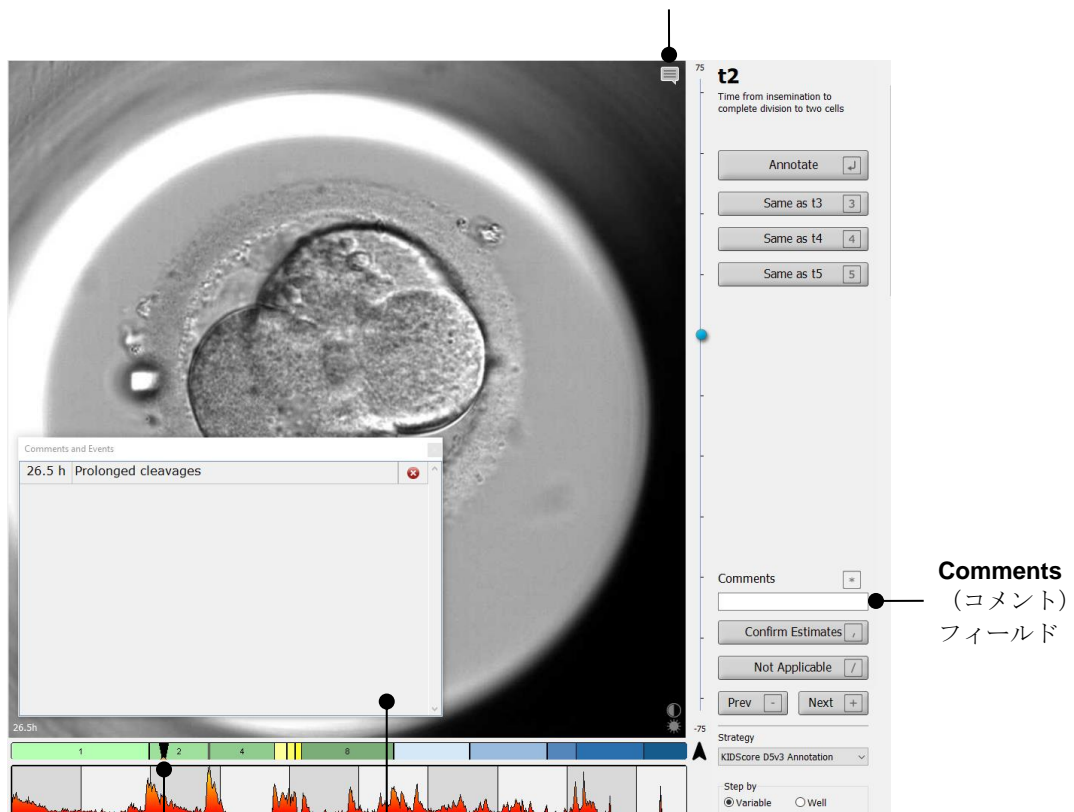 75
t2
Time from insemination to
complete division to two cells
Annotate ↵
Same as t3 3
Same as t4 4
Same as t5 5
Comments and Events
26.5 h Prolonged cleavages
Comments *
Comments
(コメント)
フィールド
Confirm Estimates ,
Not Applicable /
Prev - Next +
26.5h
-75
1 2 4 8
Strategy
KIDScore D5v3 Annotation
Step by
Variable Well